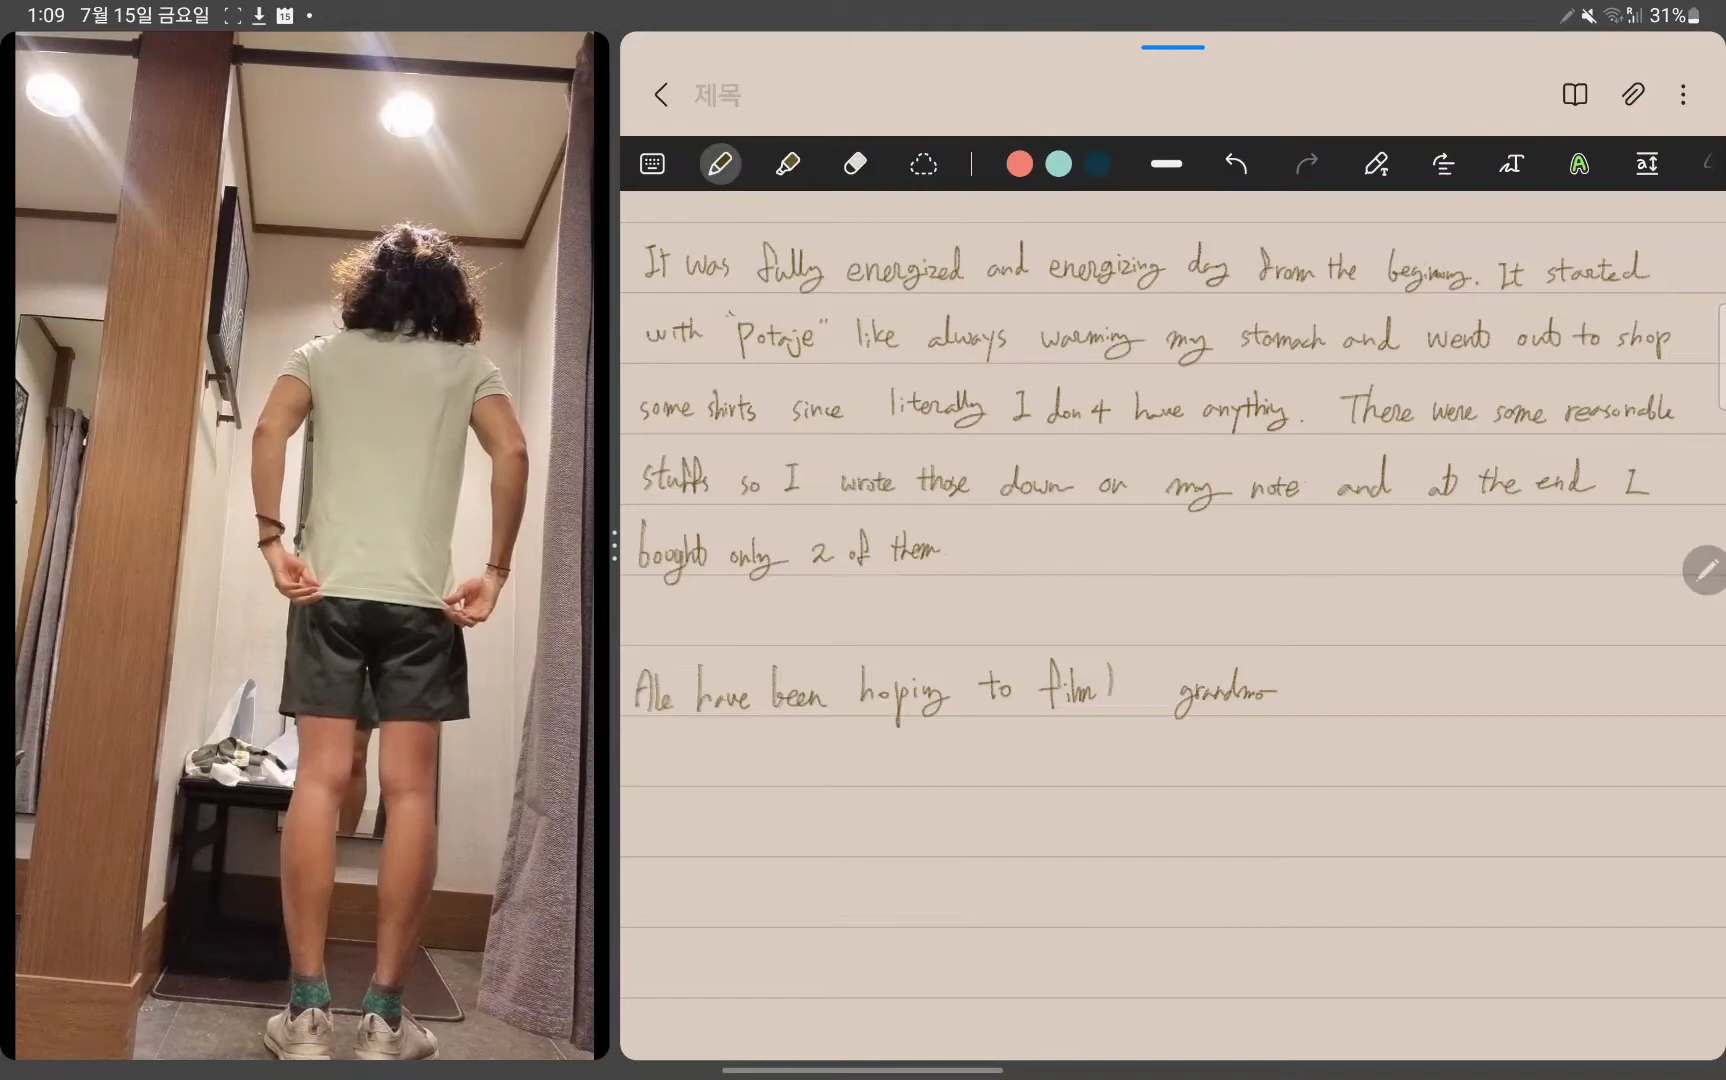 1:09 7월 15일 금요일 15
R 31%
제목
A a
It was fully energized and energizing day from the begining. It started
with "Potaje" like always warming my stomach and went out to shop
some shirts since literally I don't have anything. There were some reasonable
stuffs so I wrote those down on my note and at the end I
bought only 2 of them
Ale have been hoping to film grandma